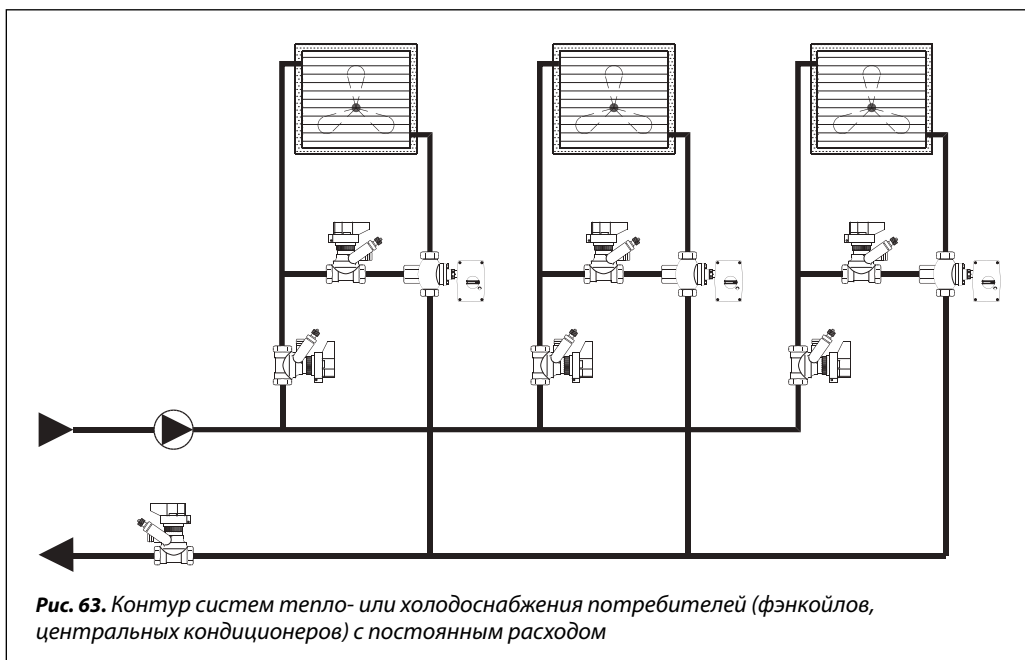 Рис. 63. Контур систем тепло- или холодоснабжения потребителей (фэнкойлов,
центральных кондиционеров) с постоянным расходом